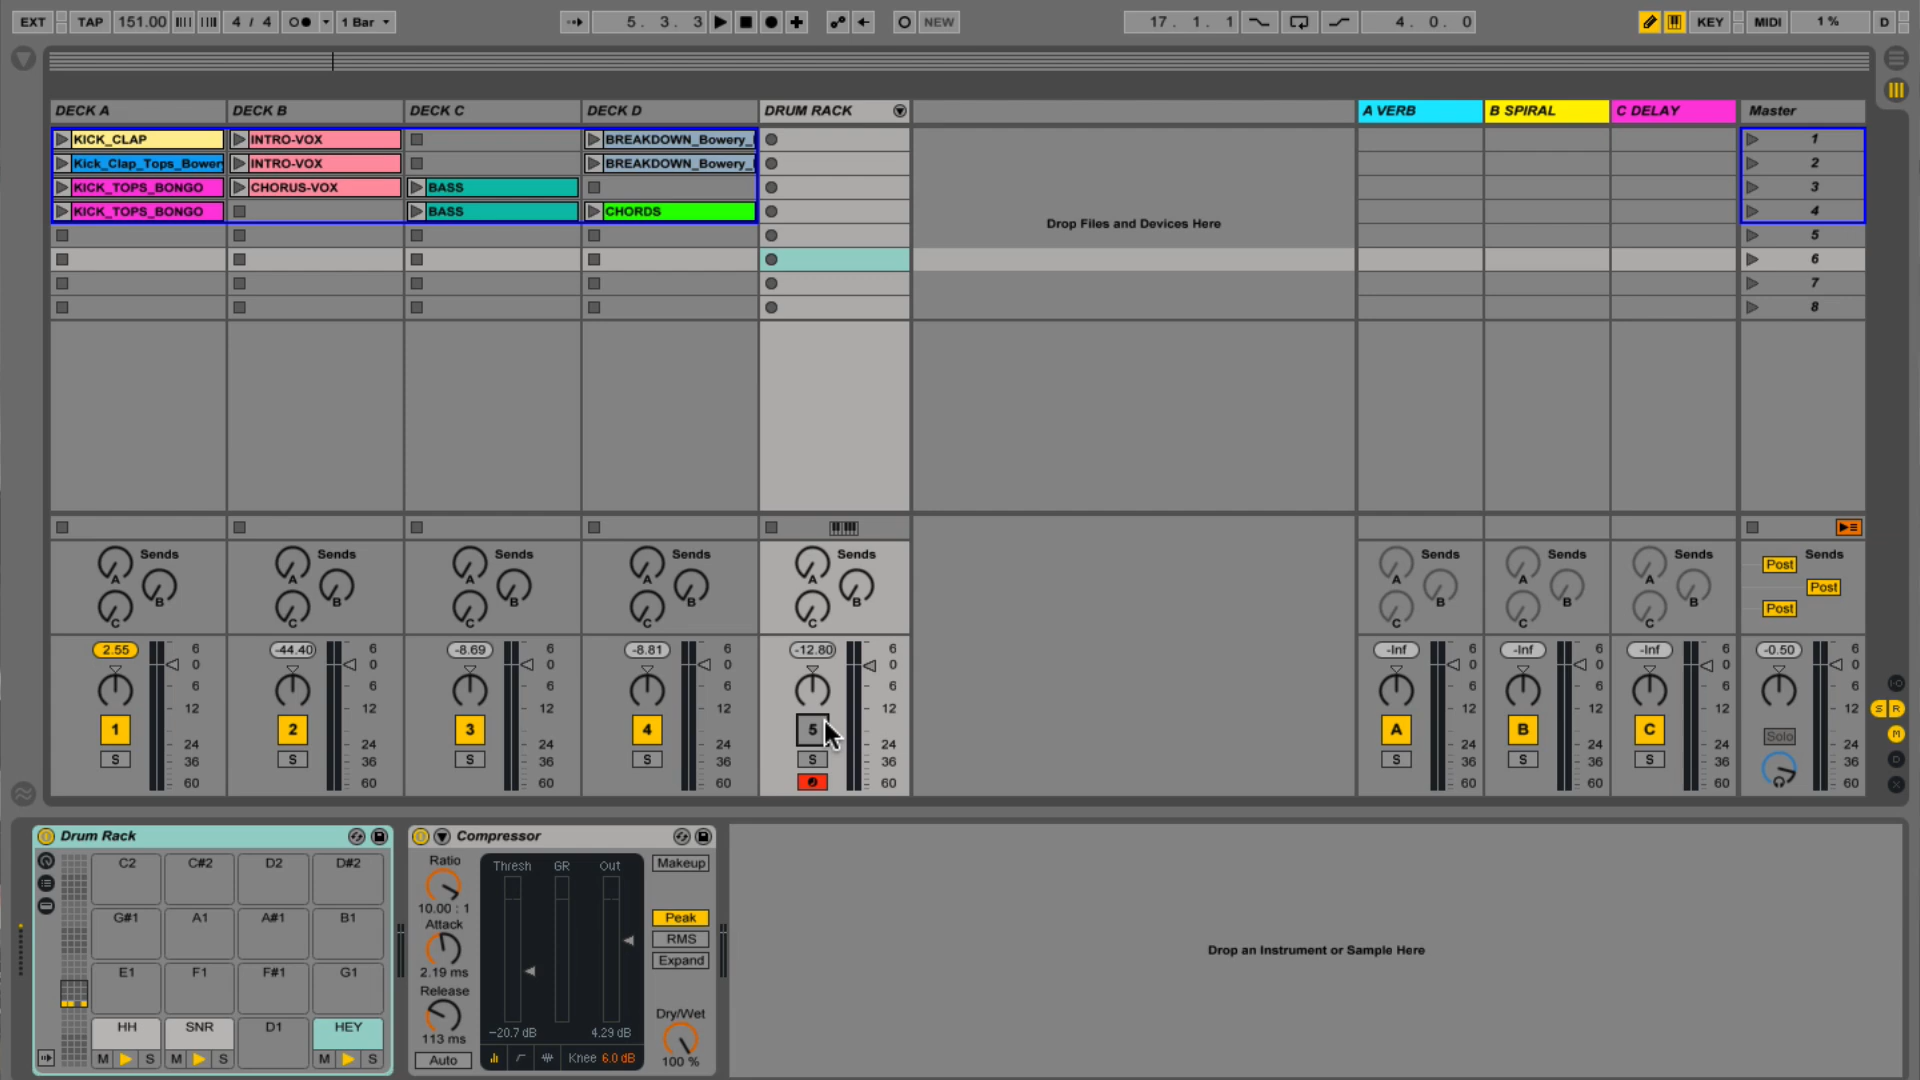 EXT TAP 151.00 4 / 4 1 Bar 5. 3. 3 NEW 17. 1. 1 4. 0. 0 KEY MIDI 1 % D
DECK A DECK B DECK C DECK D DRUM RACK A VERB B SPIRAL C DELAY Master
KICK_CLAP INTRO-VOX BREAKDOWN_Bowery_ 1
Kick_Clap_Tops_Bower INTRO-VOX BREAKDOWN_Bowery_ 2
KICK_TOPS_BONGO CHORUS-VOX BASS 3
KICK_TOPS_BONGO BASS CHORDS 4
Drop Files and Devices Here
5
6
7
8
Sends Sends Sends Sends Sends Sends Sends Sends Sends
A A A A A A A A Post
B B B B B B B B Post
C C C C C C C C Post
2.55 -44.40 -8.69 -8.81 -12.80 -Inf -Inf -Inf -0.50
6 6 6 6 6 6 6 6 6
0 0 0 0 0 0 0 0 0
6 6 6 6 6 6 6 6 6
12 12 12 12 12 12 12 12 12 S R
1 2 3 4 5 A B C Solo M
24 24 24 24 24 24 24 24 24
S S S S S S S S
36 36 36 36 36 36 36 36 36 D
60 60 60 60 60 60 60 60 60 X
Drum Rack
C2 C#2 D2 D#2
G#1 A1 A#1 B1
E1 F1 F#1 G1
HH SNR D1 HEY
M S M S M S
Compressor
Ratio
10.00 : 1
Attack
2.19 ms
Release
113 ms
Auto
Thresh GR Out
-20.7 dB 4.29 dB
Knee 6.0 dB
Makeup
Peak
RMS
Expand
Dry/Wet
100 %
Drop an Instrument or Sample Here